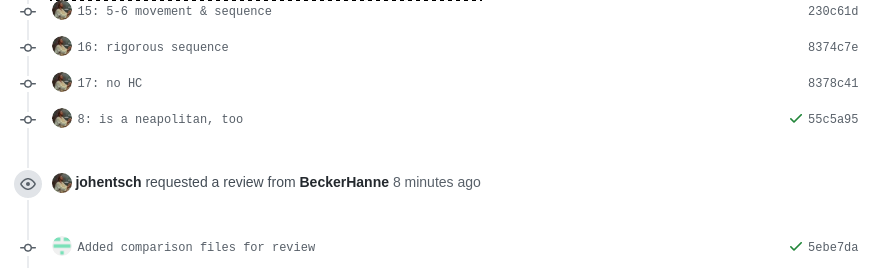 15: 5-6 movement & sequence 230c61d
16: rigorous sequence 8374c7e
17: no HC 8378c41
8: is a neapolitan, too 55c5a95
johentsch requested a review from BeckerHanne 8 minutes ago
Added comparison files for review 5ebe7da